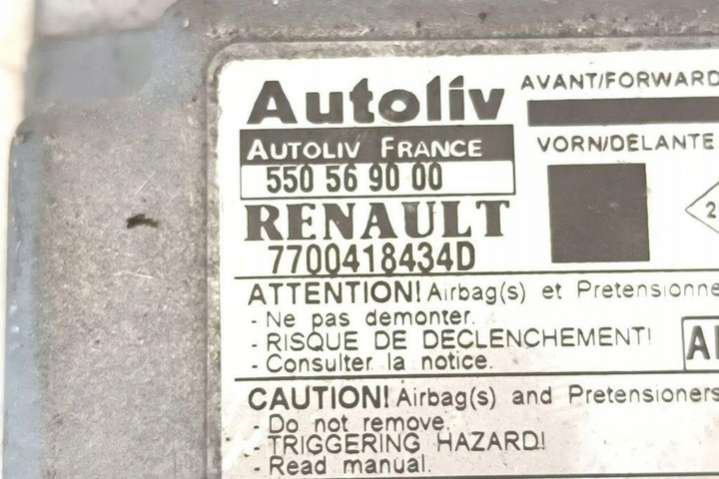 Autoliv
AVANT/FORWARD
AUTOLIV FRANCE
VORN/DELANTE
550 56 90 00
2
RENAULT
7700418434D
ATTENTION! Airbag(s) et
- Ne pas demonter.
- RISQUE DE DECLENCHEMENT!
- Consulter la notice.
CAUTION! Airbag(s) and Pretensioners
- Do not remove.
- TRIGGERING HAZARD!
- Read manual.